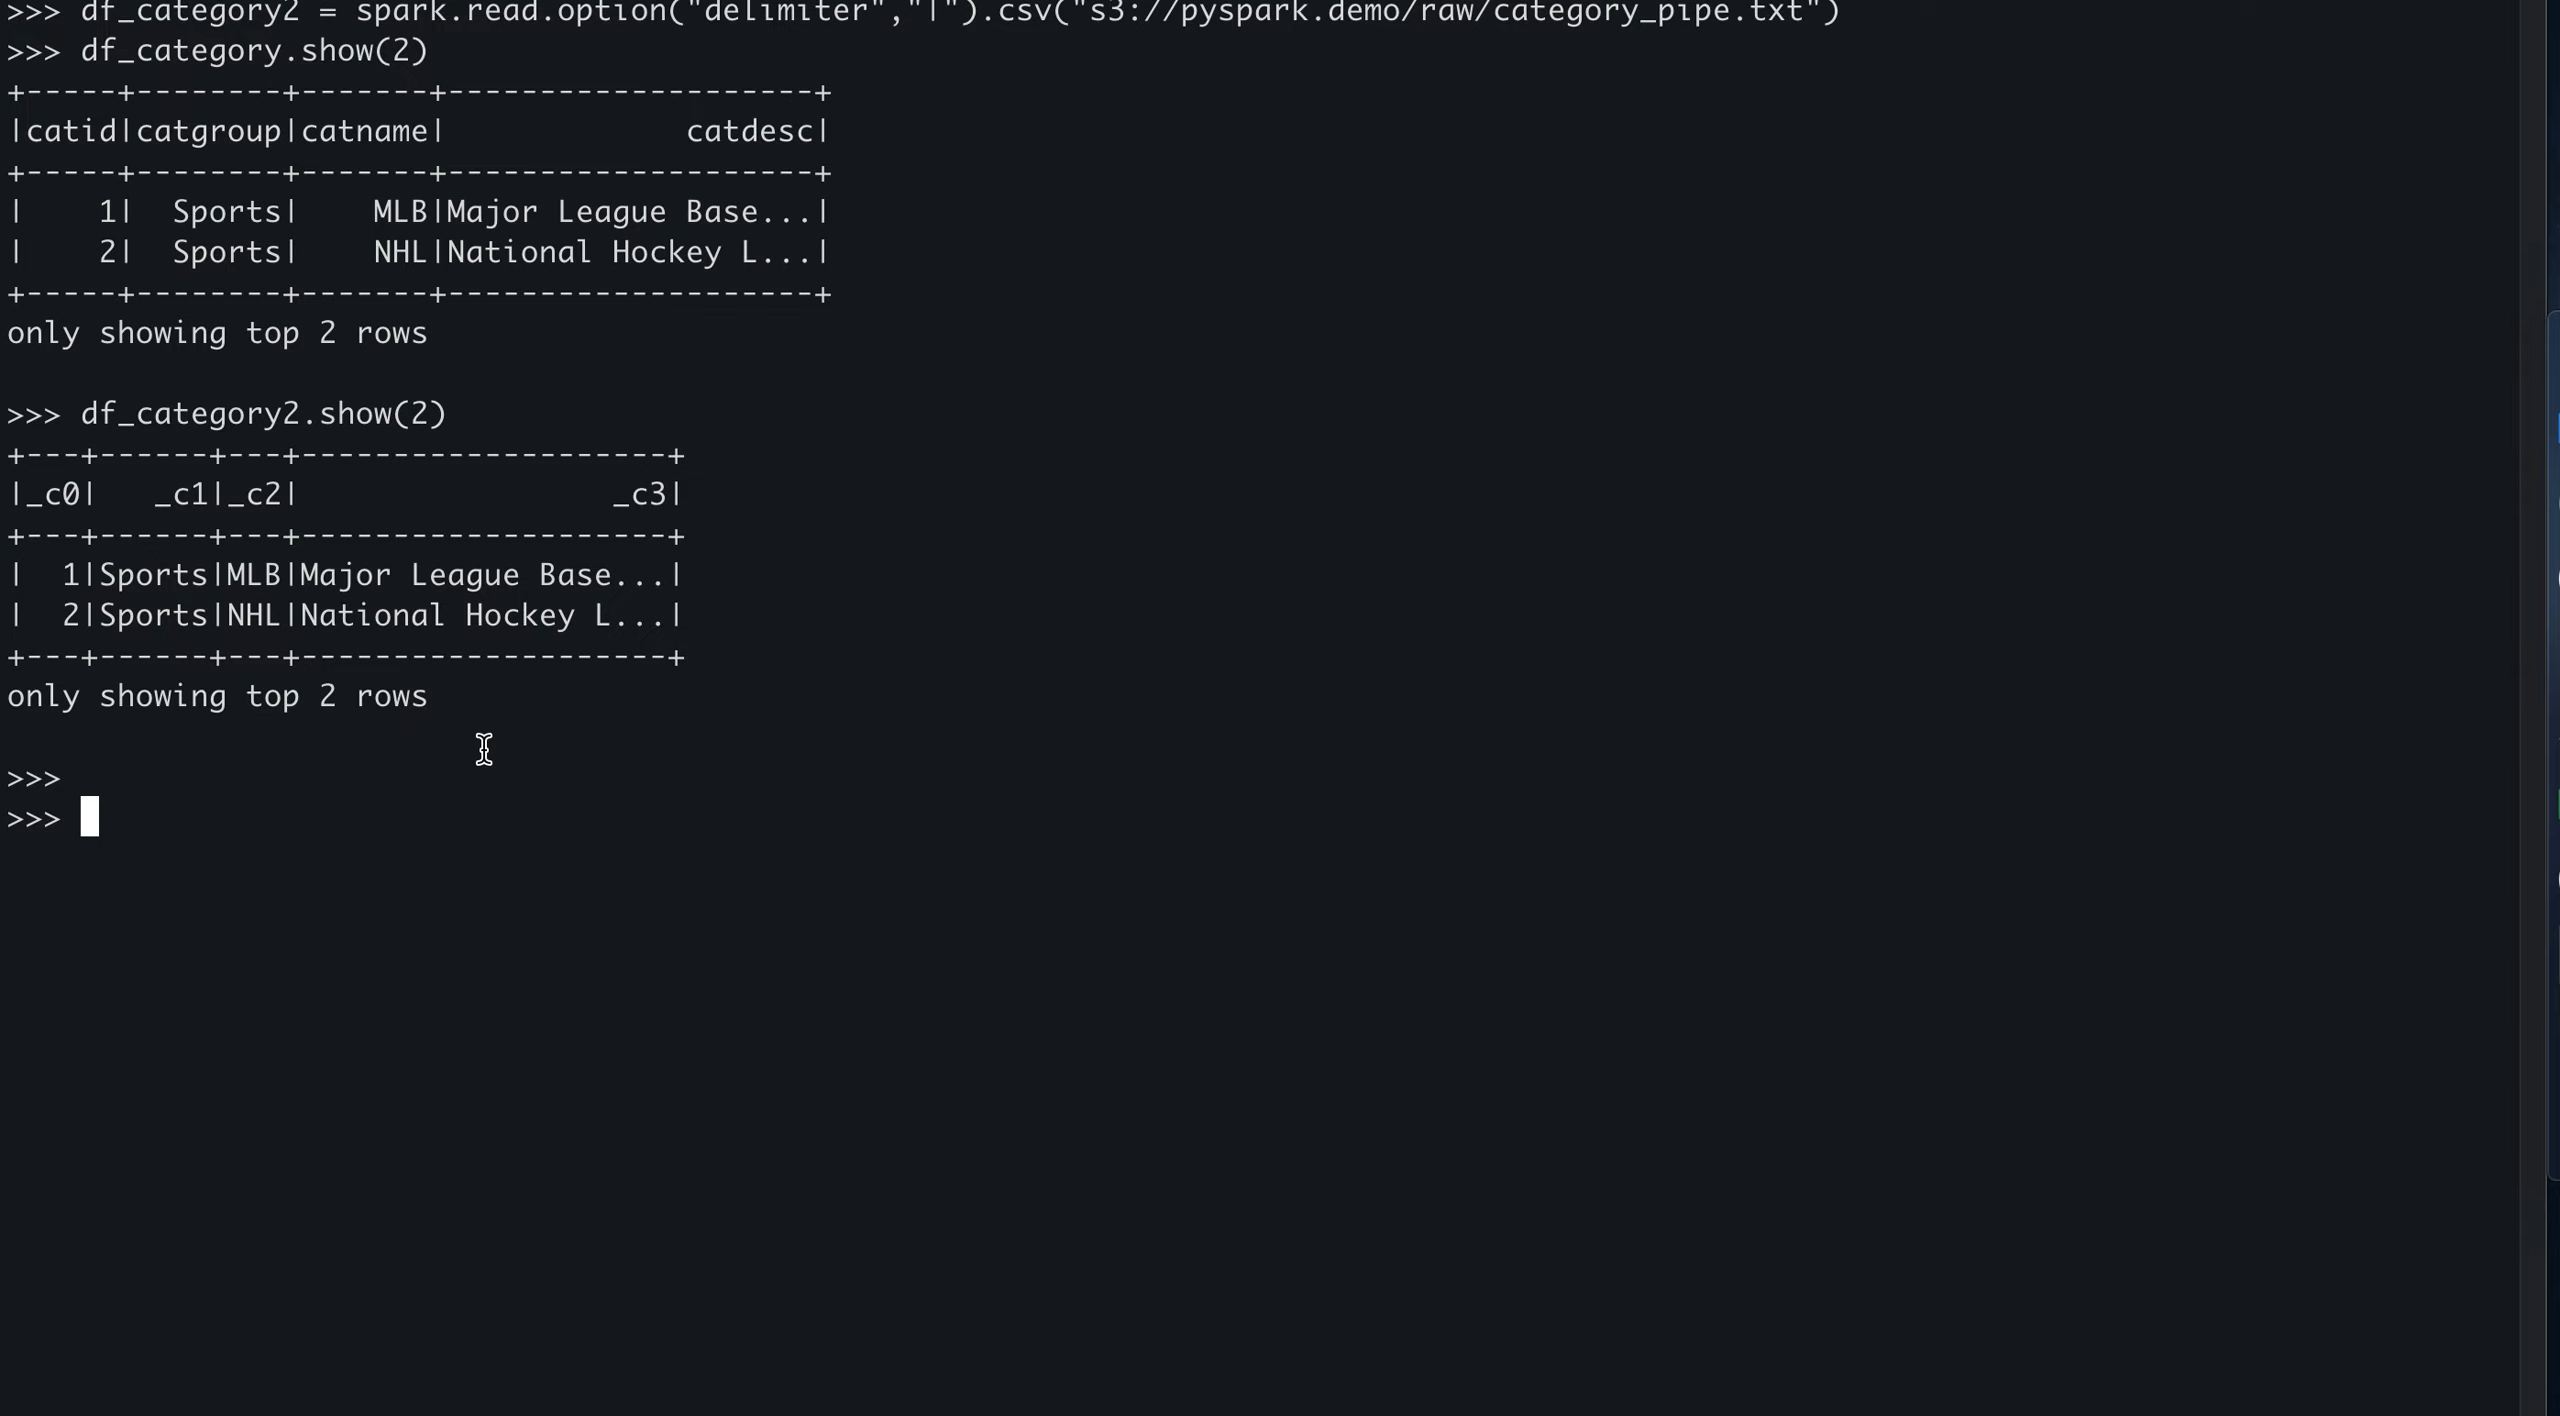 >>> df_category2 = spark.read.option("delimiter","|").csv("s3://pyspark.demo/raw/category_pipe.txt")
>>> df_category.show(2)
+-----+--------+-------+--------------------+
|catid|catgroup|catname|             catdesc|
+-----+--------+-------+--------------------+
|    1|  Sports|    MLB|Major League Base...|
|    2|  Sports|    NHL|National Hockey L...|
+-----+--------+-------+--------------------+
only showing top 2 rows
>>> df_category2.show(2)
+---+------+---+--------------------+
|_c0|   _c1|_c2|                 _c3|
+---+------+---+--------------------+
|  1|Sports|MLB|Major League Base...|
|  2|Sports|NHL|National Hockey L...|
+---+------+---+--------------------+
only showing top 2 rows
>>>
>>>